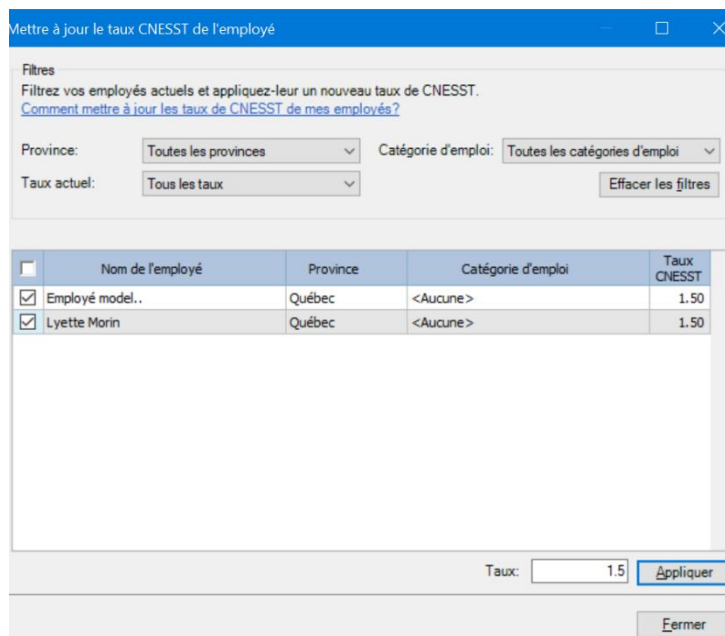 Mettre à jour le taux CNESST de l'employé
Filtres
Filtrez vos employés actuels et appliquez-leur un nouveau taux de CNESST.
Comment mettre à jour les taux de CNESST de mes employés?
Province: Toutes les provinces Catégorie d'emploi: Toutes les catégories d'emploi
Taux actuel: Tous les taux Effacer les filtres
Nom de l'employé Province Catégorie d'emploi Taux CNESST
Employé model.. Québec <Aucune> 1.50
Lyette Morin Québec <Aucune> 1.50
Taux: 1.5 Appliquer
Fermer